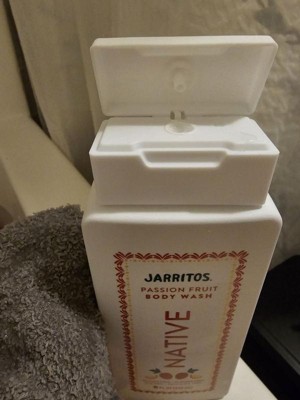 JARRITOS.
PASSION FRUIT
BODY WASH
NATIVE